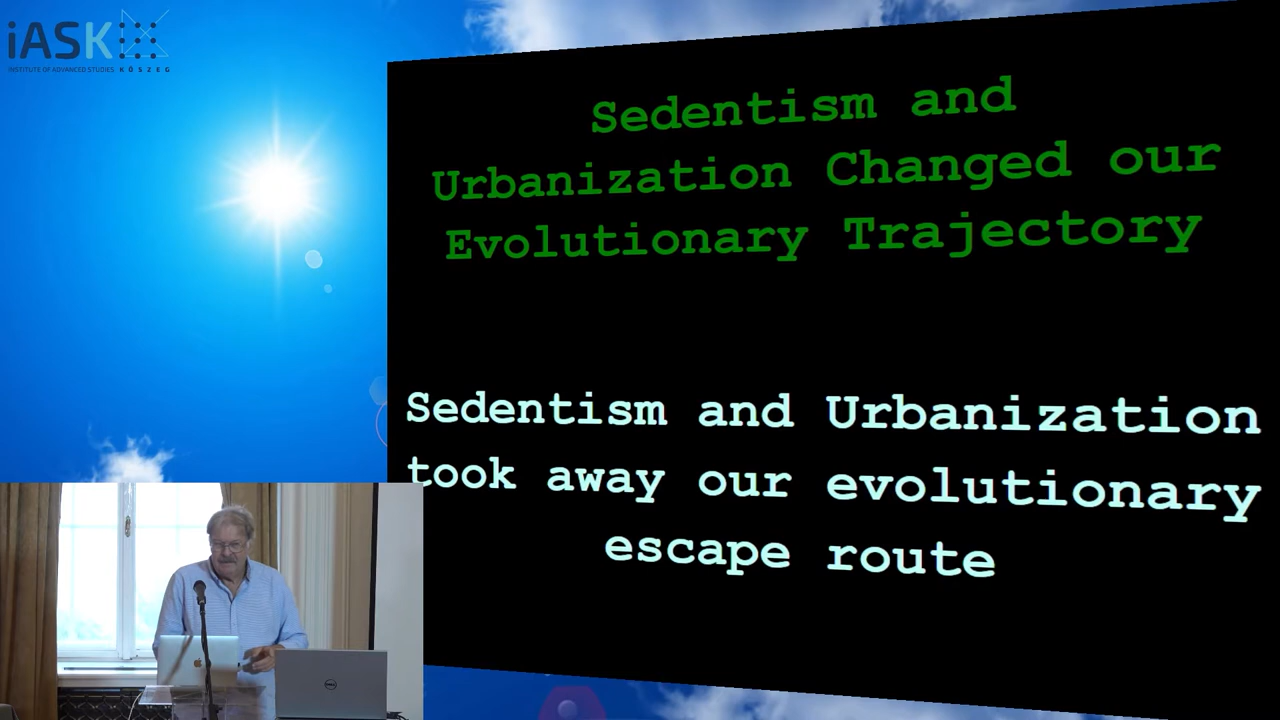 iASK
INSTITUTE OF ADVANCED STUDIES KŐSZEG
Sedentism and
Urbanization Changed our
Evolutionary Trajectory
Sedentism and Urbanization
took away our evolutionary
escape route
DELL